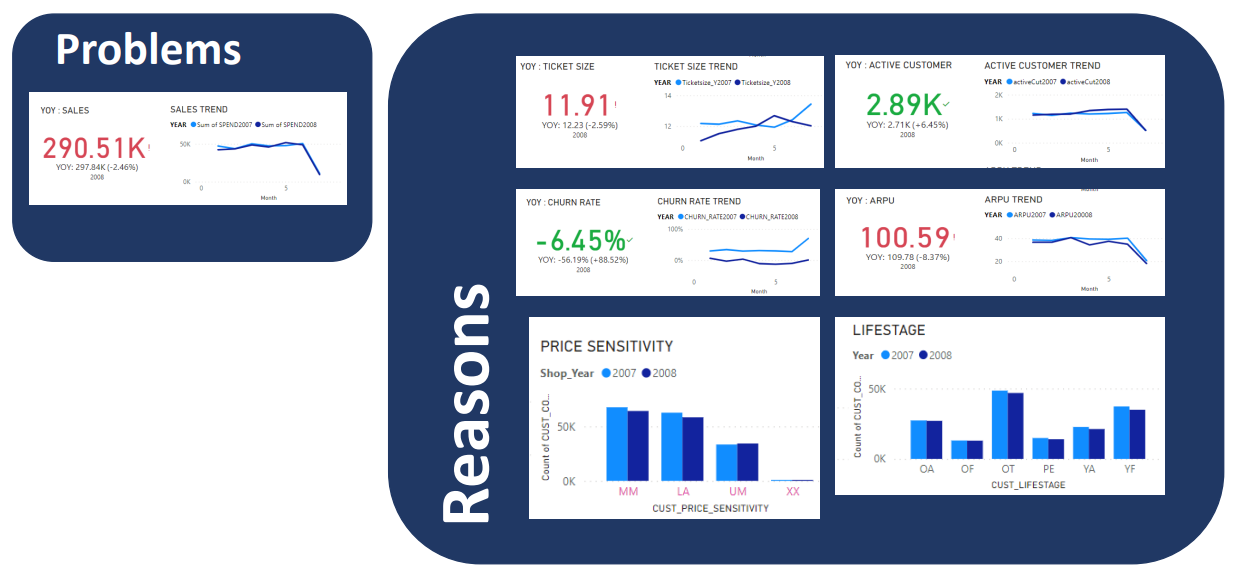 Problems
YOY : SALES
290.51K!
YOY: 297.84K (-2.46%)
2008
SALES TREND
YEAR Sum of SPEND2007 Sum of SPEND2008
50K
0K
0 5
Month
Reasons
YOY : TICKET SIZE
11.91!
YOY: 12.23 (-2.59%)
2008
TICKET SIZE TREND
YEAR Ticketsize_Y2007 Ticketsize_Y2008
14
12
0 5
Month
YOY : ACTIVE CUSTOMER
2.89K✓
YOY: 2.71K (+6.45%)
2008
ACTIVE CUSTOMER TREND
YEAR activeCut2007 activeCut2008
2K
1K
0K
0 5
Month
YOY : CHURN RATE
-6.45%✓
YOY: -56.19% (+88.52%)
2008
CHURN RATE TREND
YEAR CHURN_RATE2007 CHURN_RATE2008
100%
0%
0 5
Month
YOY : ARPU
100.59!
YOY: 109.78 (-8.37%)
2008
ARPU TREND
YEAR ARPU2007 ARPU20008
40
20
0 5
Month
PRICE SENSITIVITY
Shop_Year 2007 2008
Count of CUST_CO...
50K
0K
MM LA UM XX
CUST_PRICE_SENSITIVITY
LIFESTAGE
Year 2007 2008
Count of CUST_CO...
50K
0K
OA OF OT PE YA YF
CUST_LIFESTAGE